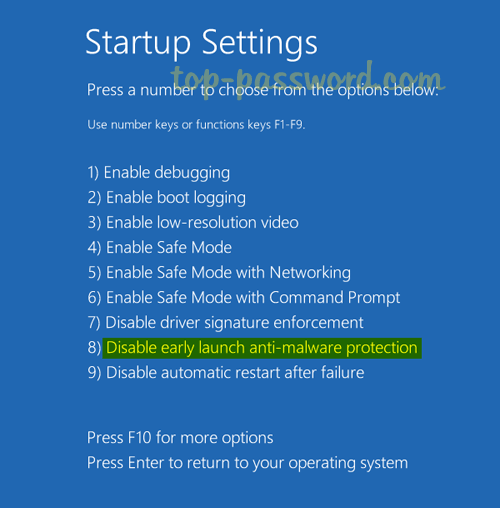 Startup Settings
top-password.com
Press a number to choose from the options below:
Use number keys or functions keys F1-F9.
1) Enable debugging
2) Enable boot logging
3) Enable low-resolution video
4) Enable Safe Mode
5) Enable Safe Mode with Networking
6) Enable Safe Mode with Command Prompt
7) Disable driver signature enforcement
8) Disable early launch anti-malware protection
9) Disable automatic restart after failure
Press F10 for more options
Press Enter to return to your operating system